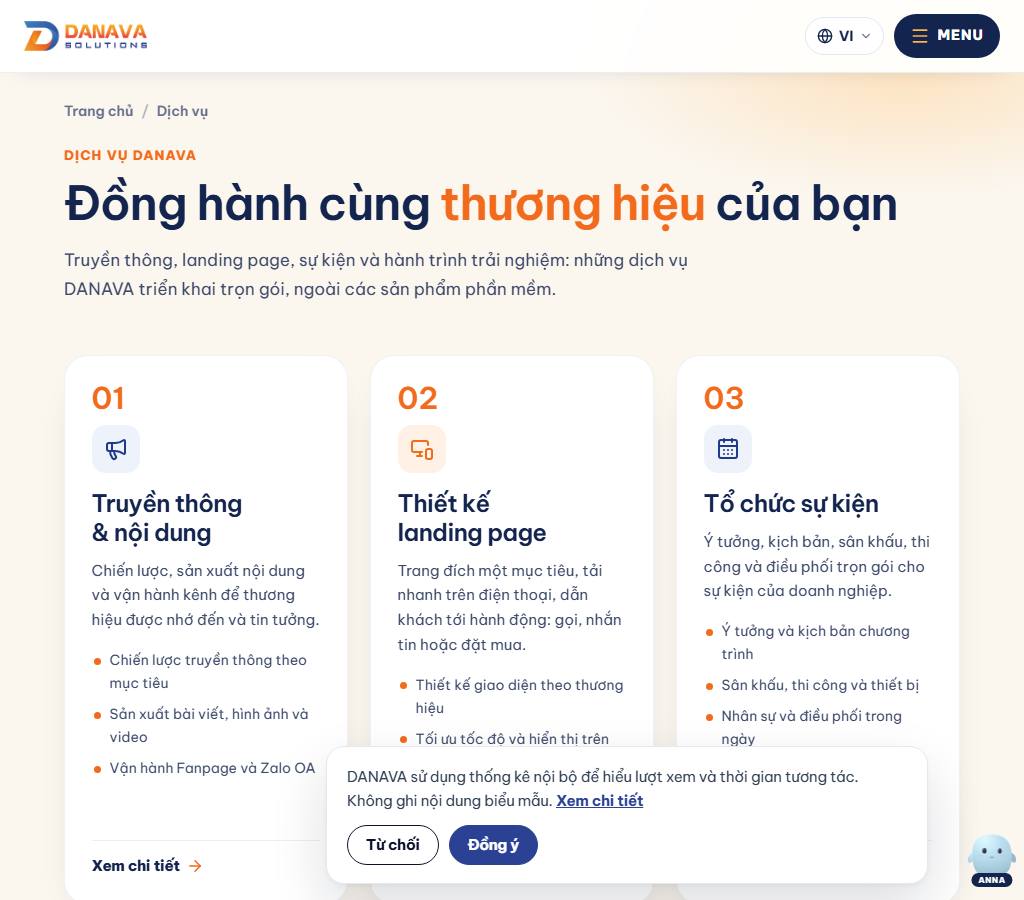 DANAVA
SOLUTIONS
VI
MENU
Trang chủ / Dịch vụ
DỊCH VỤ DANAVA
Đồng hành cùng thương hiệu của bạn
Truyền thông, landing page, sự kiện và hành trình trải nghiệm: những dịch vụ
DANAVA triển khai trọn gói, ngoài các sản phẩm phần mềm.
01
Truyền thông
& nội dung
Chiến lược, sản xuất nội dung
và vận hành kênh để thương
hiệu được nhớ đến và tin tưởng.
Chiến lược truyền thông theo
mục tiêu
Sản xuất bài viết, hình ảnh và
video
Vận hành Fanpage và Zalo OA
Xem chi tiết
02
Thiết kế
landing page
Trang đích một mục tiêu, tải
nhanh trên điện thoại, dẫn
khách tới hành động: gọi, nhắn
tin hoặc đặt mua.
Thiết kế giao diện theo thương
hiệu
Tối ưu tốc độ và hiển thị trên
03
Tổ chức sự kiện
Ý tưởng, kịch bản, sân khấu, thi
công và điều phối trọn gói cho
sự kiện của doanh nghiệp.
Ý tưởng và kịch bản chương
trình
Sân khấu, thi công và thiết bị
Nhân sự và điều phối trong
ngày
DANAVA sử dụng thống kê nội bộ để hiểu lượt xem và thời gian tương tác.
Không ghi nội dung biểu mẫu. Xem chi tiết
Từ chối
Đồng ý
ANNA